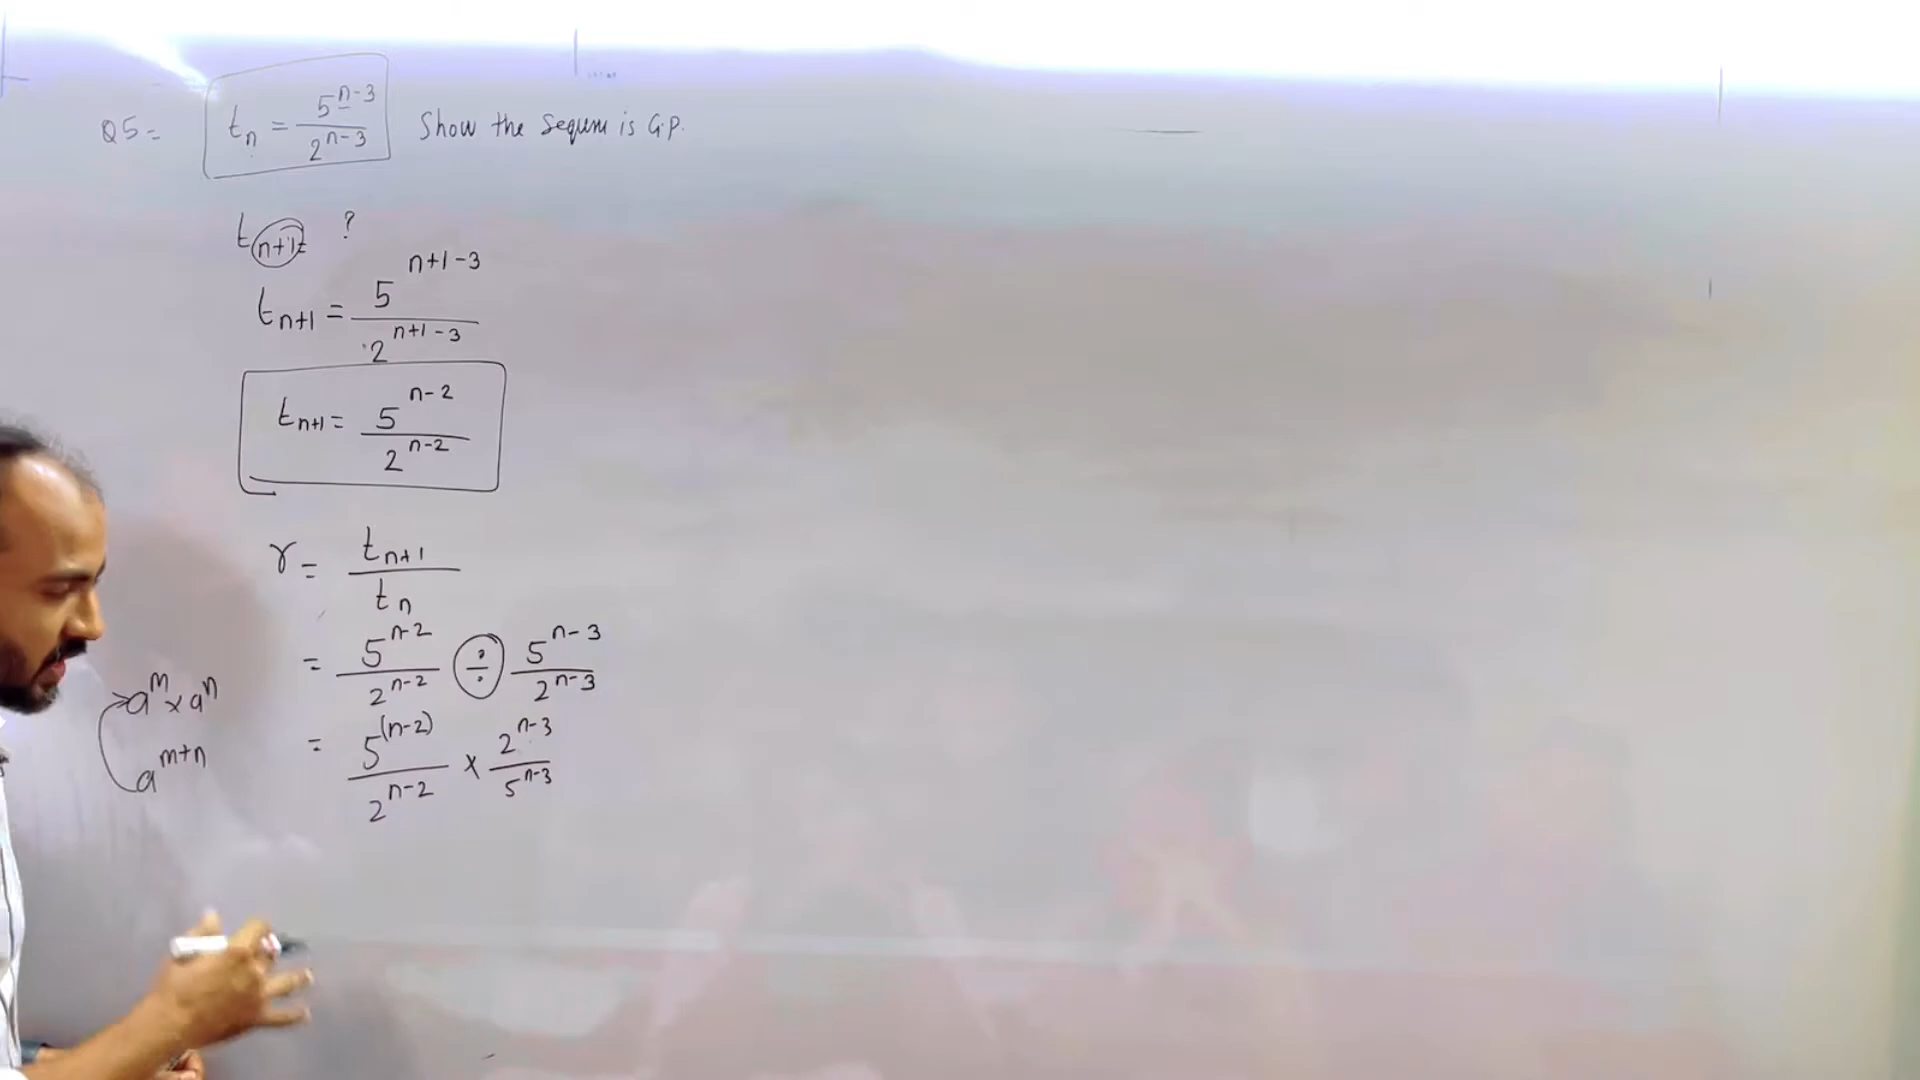 Q5= t_n = 5^{n-3} / 2^{n-3} Show the Sequm is G.P.
t_{n+1} ?
t_{n+1} = 5^{n+1-3} / 2^{n+1-3}
t_{n+1} = 5^{n-2} / 2^{n-2}
r = t_{n+1} / t_n
= 5^{n-2} / 2^{n-2} ÷ 5^{n-3} / 2^{n-3}
= 5^{(n-2)} / 2^{n-2} × 2^{n-3} / 5^{n-3}
a^m × a^n
a^{m+n}